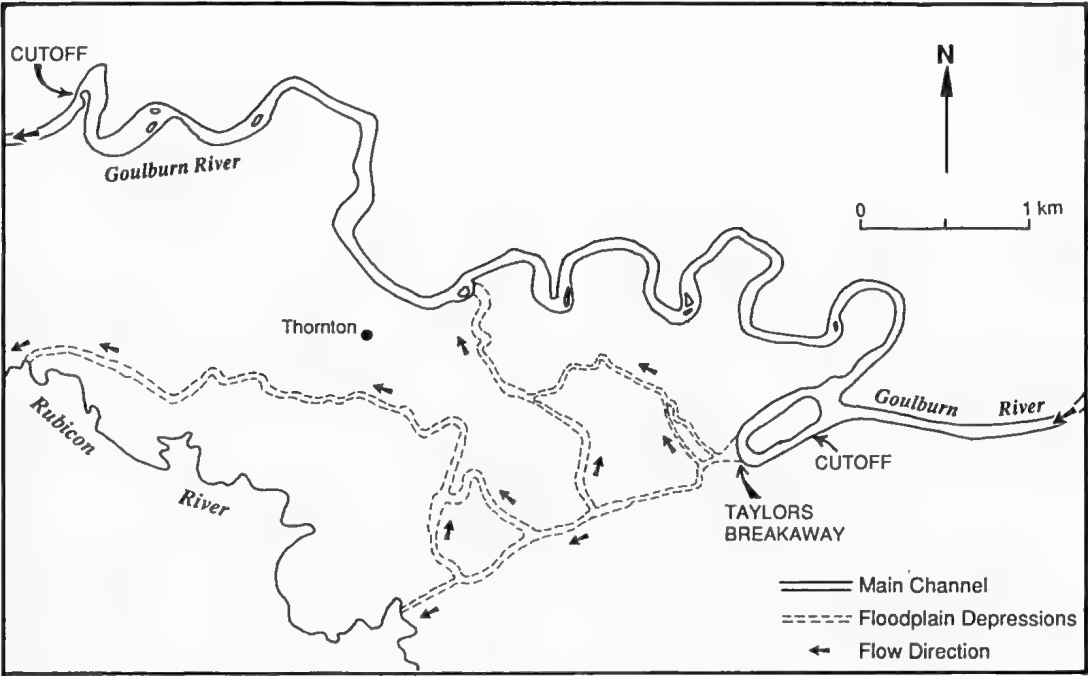 CUTOFF
N
Goulburn River
0 1 km
Thornton
Goulburn River
Rubicon
River
CUTOFF
TAYLORS
BREAKAWAY
Main Channel
Floodplain Depressions
Flow Direction